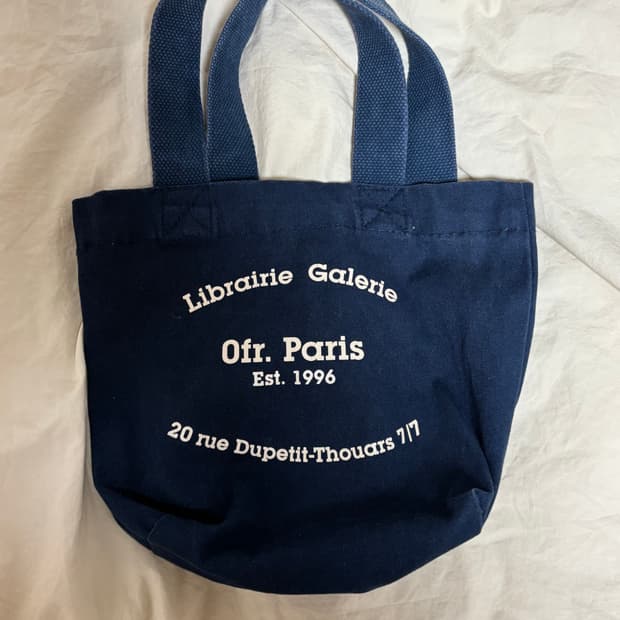 Librairie Galerie
Ofr. Paris
Est. 1996
20 rue Dupetit-Thouars 7/7